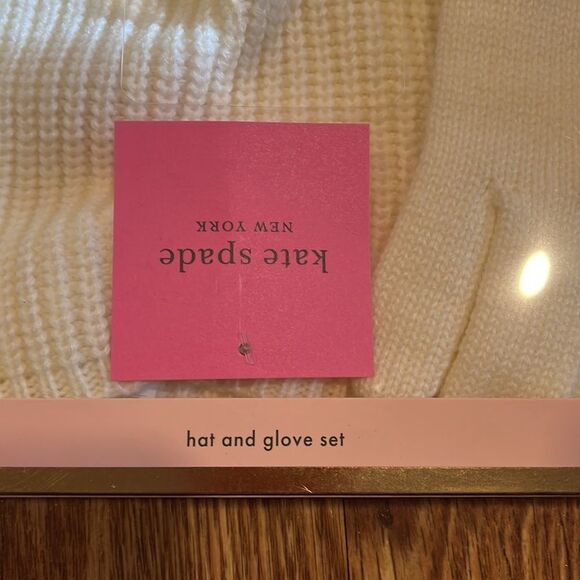 kate spade
NEW YORK
hat and glove set